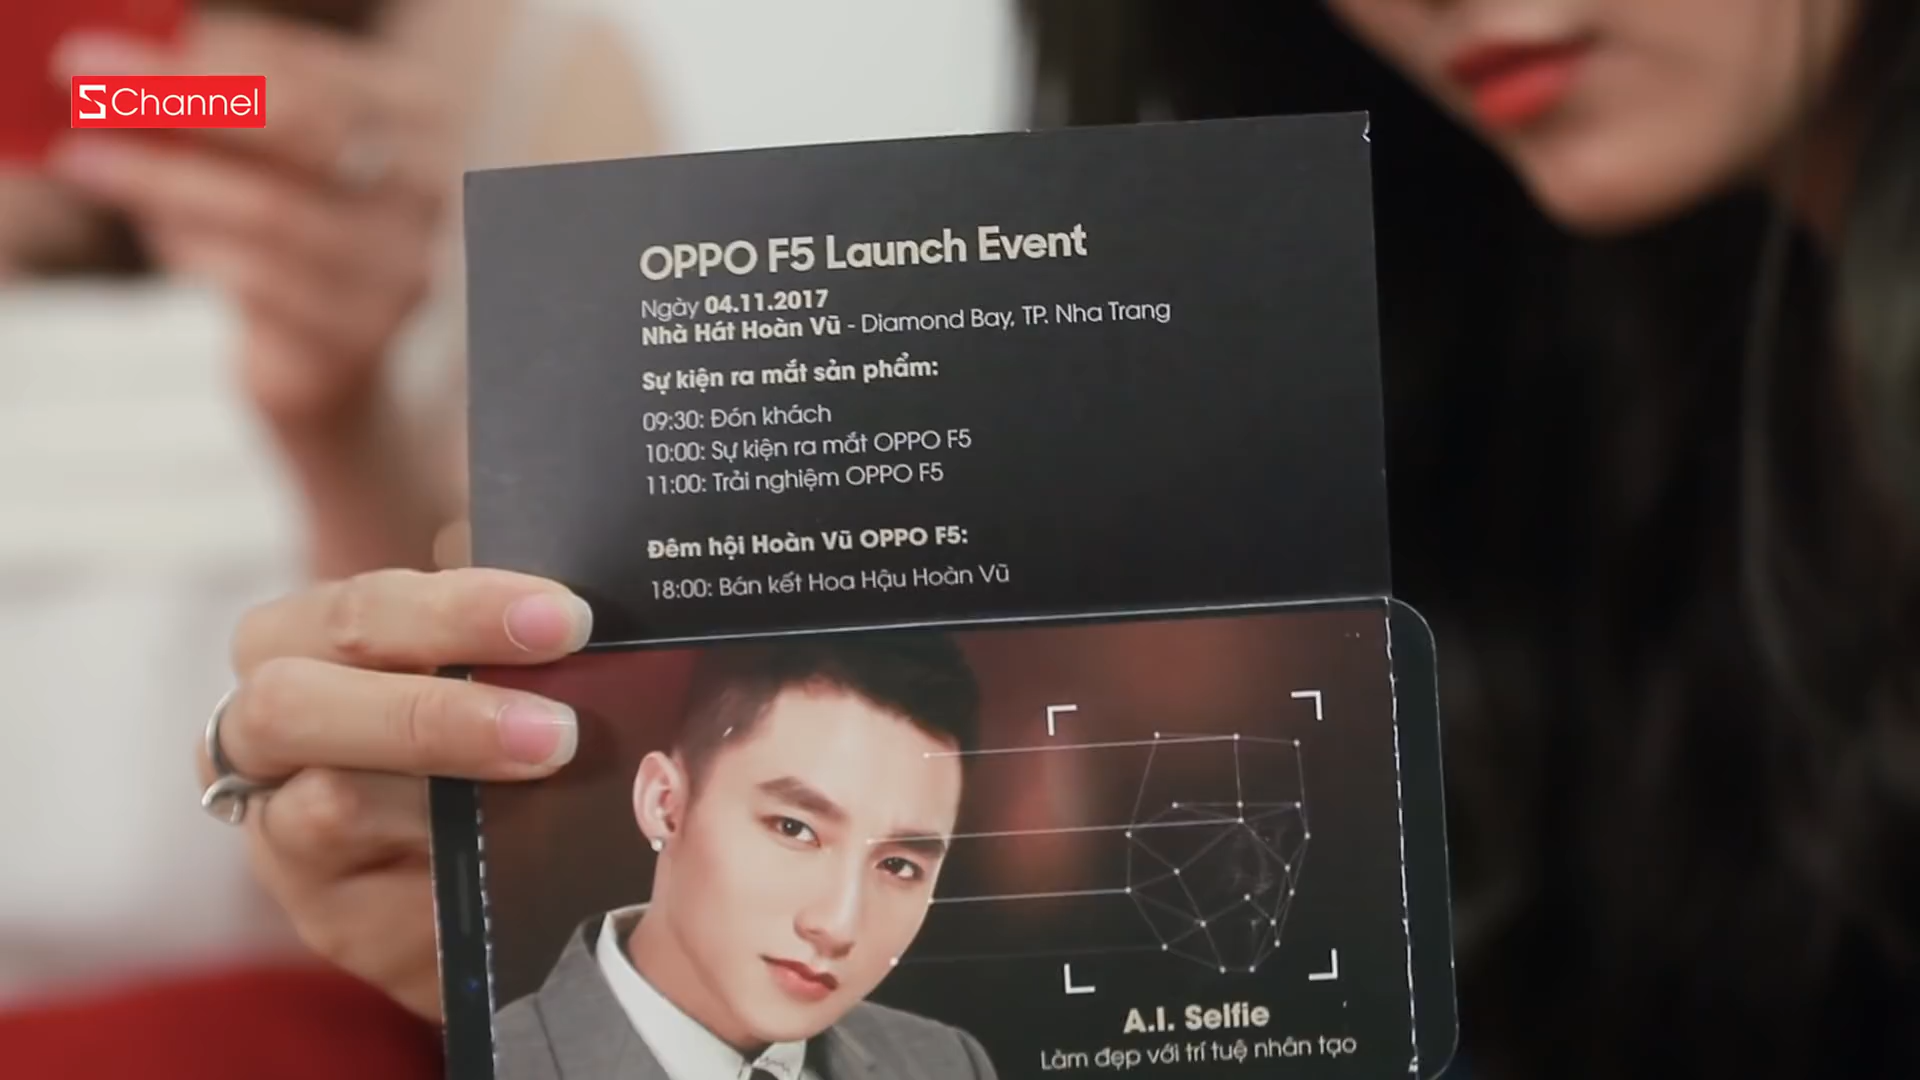 S Channel
OPPO F5 Launch Event
Ngày 04.11.2017
Nhà Hát Hoàn Vũ - Diamond Bay, TP. Nha Trang
Sự kiện ra mắt sản phẩm:
09:30: Đón khách
10:00: Sự kiện ra mắt OPPO F5
11:00: Trải nghiệm OPPO F5
Đêm hội Hoàn Vũ OPPO F5:
18:00: Bán kết Hoa Hậu Hoàn Vũ
A.I. Selfie
Làm đẹp với trí tuệ nhân tạo